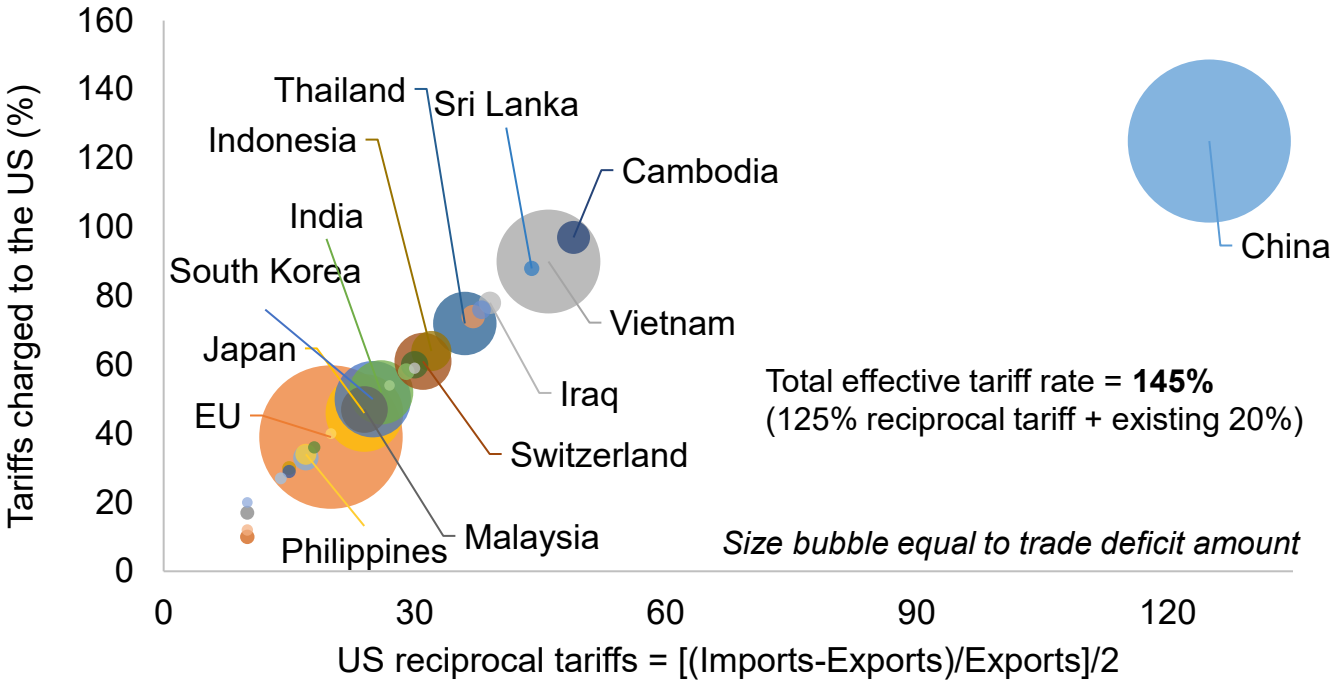 Tariffs charged to the US (%)
160
140
120
100
80
60
40
20
0
Thailand
Sri Lanka
Indonesia
Cambodia
India
South Korea
China
Japan
Vietnam
EU
Iraq
Switzerland
Philippines
Malaysia
Total effective tariff rate = 145%
(125% reciprocal tariff + existing 20%)
Size bubble equal to trade deficit amount
0
30
60
90
120
US reciprocal tariffs = [(Imports-Exports)/Exports]/2